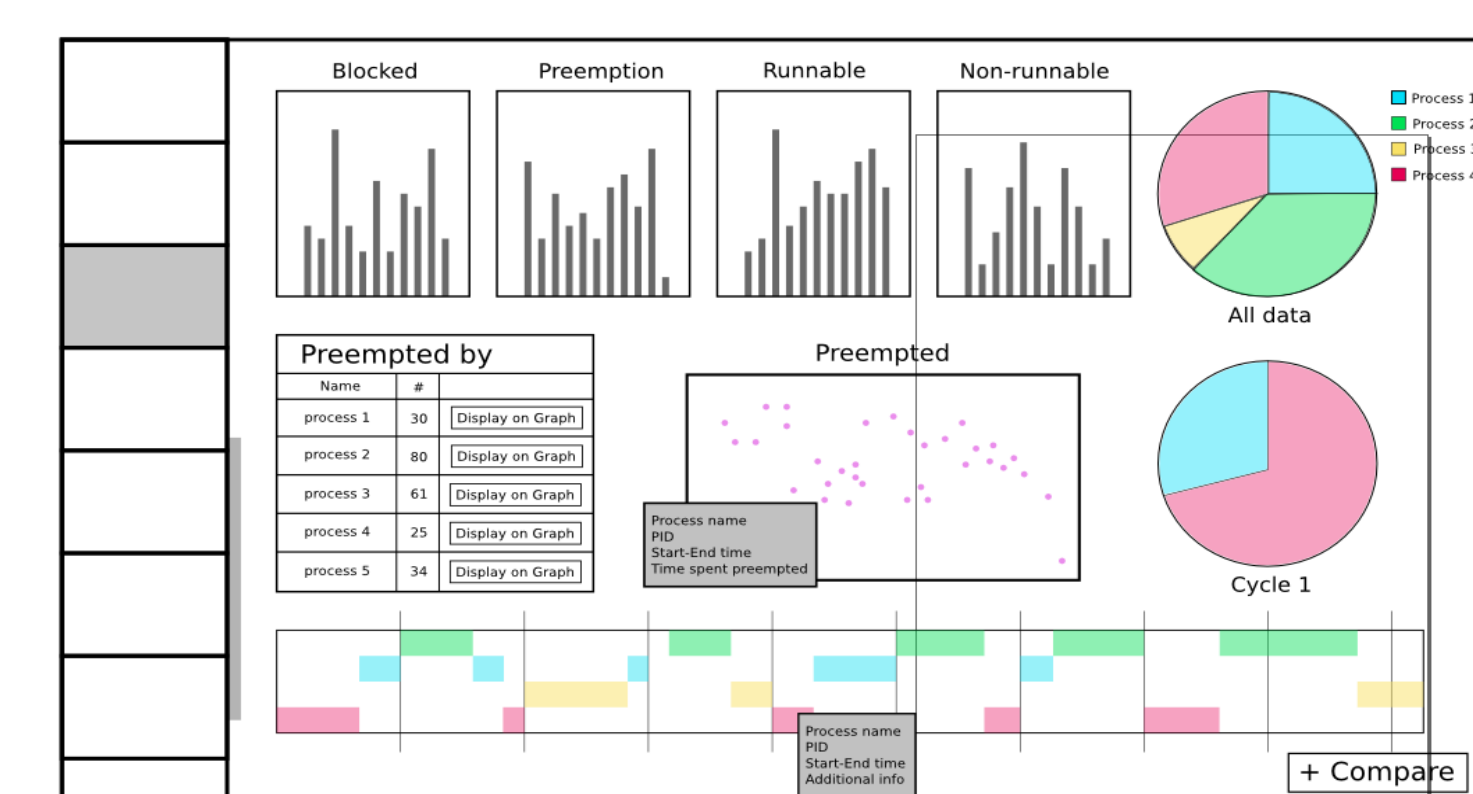 Blocked
Preemption
Runnable
Non-runnable
Process 1
Process 2
Process 3
Process 4
All data
Preempted by
Name #
process 1 30 Display on Graph
process 2 80 Display on Graph
process 3 61 Display on Graph
process 4 25 Display on Graph
process 5 34 Display on Graph
Preempted
Process name
PID
Start-End time
Time spent preempted
Cycle 1
Process name
PID
Start-End time
Additional info
+ Compare